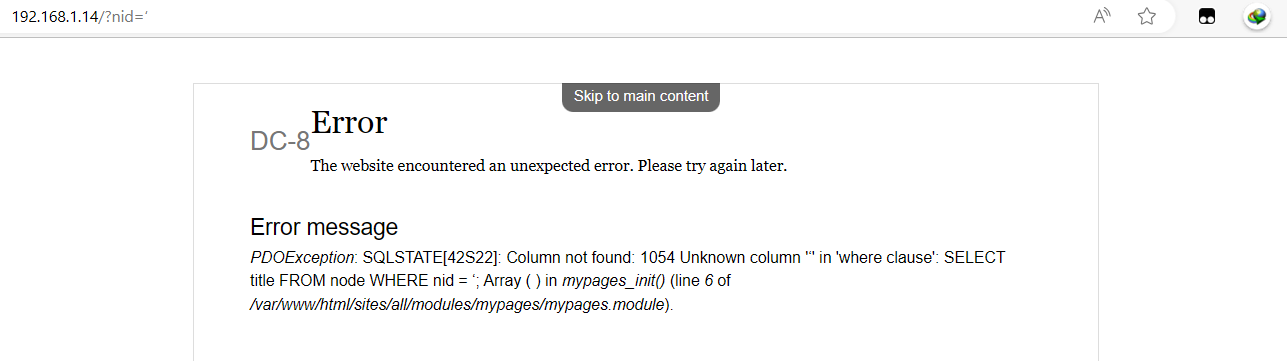 192.168.1.14/?nid=‘
Skip to main content
DC-8
Error
The website encountered an unexpected error. Please try again later.
Error message
PDOException: SQLSTATE[42S22]: Column not found: 1054 Unknown column '‘' in 'where clause': SELECT
title FROM node WHERE nid = ‘; Array ( ) in mypages_init() (line 6 of
/var/www/html/sites/all/modules/mypages/mypages.module).